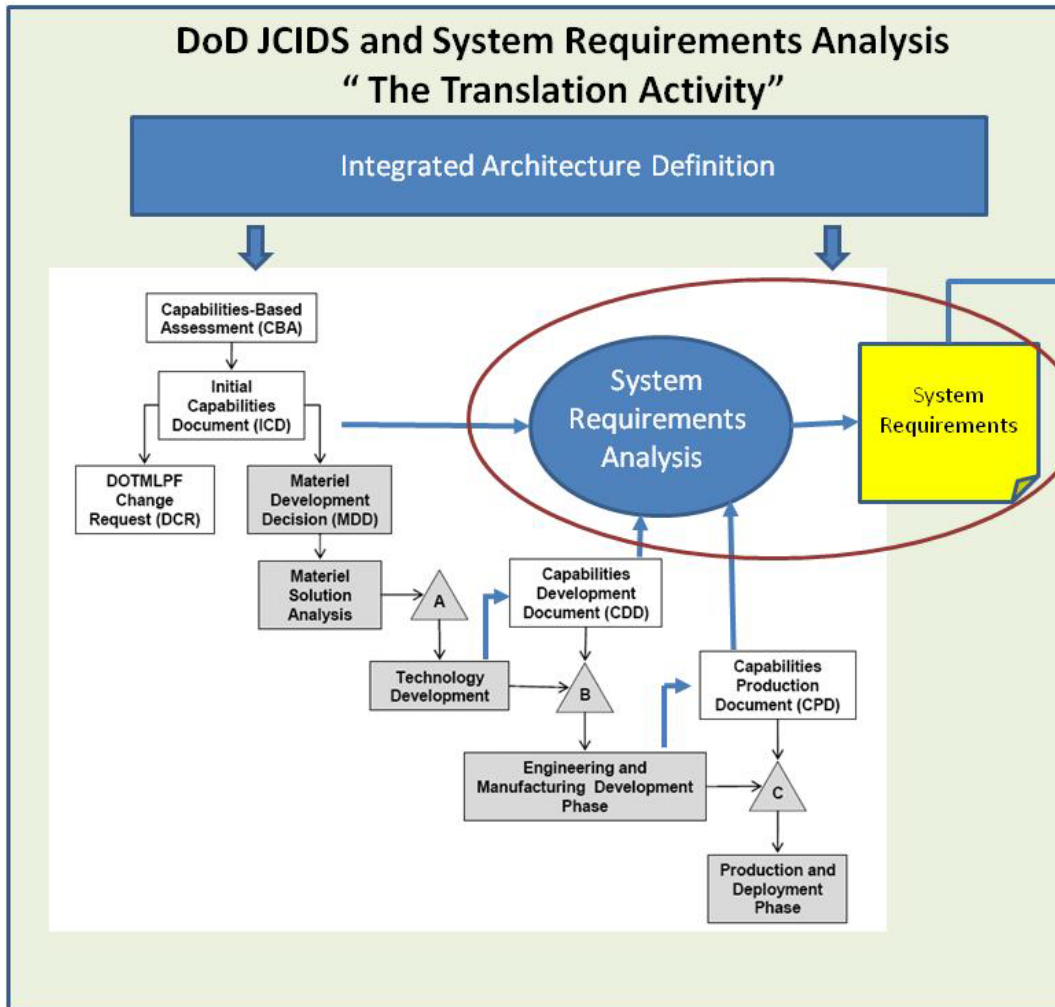 DoD JCIDS and System Requirements Analysis
“ The Translation Activity”
Integrated Architecture Definition
Capabilities-Based
Assessment (CBA)
Initial
Capabilities
Document (ICD)
DOTMLPF
Change
Request (DCR)
Materiel
Development
Decision (MDD)
System
Requirements
Analysis
System
Requirements
Materiel
Solution
Analysis
A
Capabilities
Development
Document (CDD)
Technology
Development
B
Capabilities
Production
Document (CPD)
Engineering and
Manufacturing Development
Phase
C
Production and
Deployment
Phase